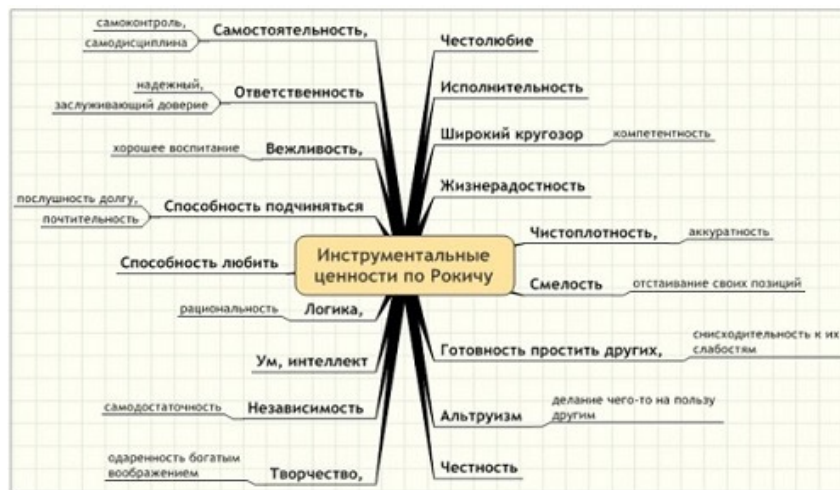 самоконтроль,
самодисциплина
Самостоятельность,
надежный,
заслуживающий доверие
Ответственность
хорошее воспитание
Вежливость,
послушность долгу,
почтительность
Способность подчиняться
Способность любить
рациональность
Логика,
Ум, интеллект
самодостаточность
Независимость
одаренность богатым
воображением
Творчество,
Инструментальные
ценности по Рокичу
Честолюбие
Исполнительность
Широкий кругозор
компетентность
Жизнерадостность
Чистоплотность,
аккуратность
Смелость
отстаивание своих позиций
Готовность простить других,
снисходительность к их
слабостям
Альтруизм
делание чего-то на пользу
другим
Честность